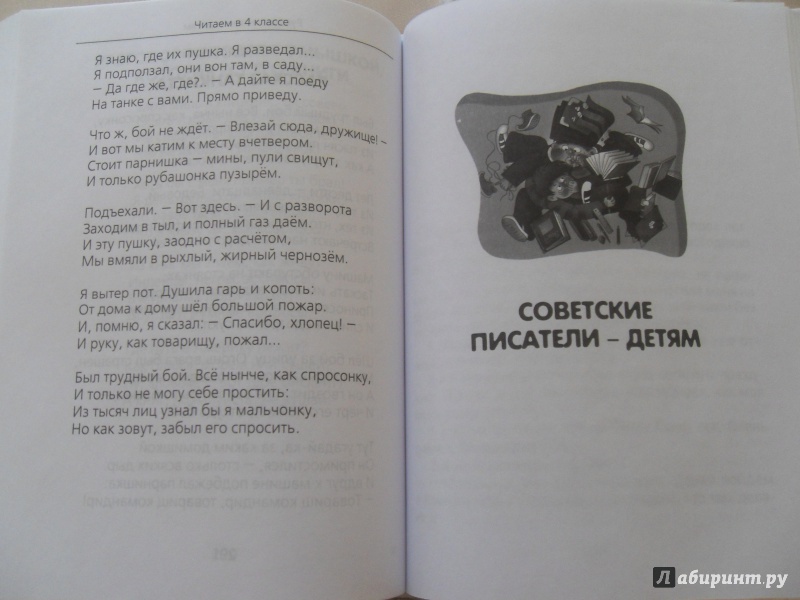 Читаем в 4 классе
Я знаю, где их пушка. Я разведал...
Я подползал, они вон там, в саду...
– Да где же, где?.. – А дайте я поеду
На танке с вами. Прямо приведу.
Что ж, бой не ждёт. – Влезай сюда, дружище! –
И вот мы катим к месту вчетвером.
Стоит парнишка – мины, пули свищут,
И только рубашонка пузырём.
Подъехали. – Вот здесь. – И с разворота
Заходим в тыл, и полный газ даём.
И эту пушку, заодно с расчётом,
Мы вмяли в рыхлый, жирный чернозём.
Я вытер пот. Душила гарь и копоть:
От дома к дому шёл большой пожар.
И, помню, я сказал: – Спасибо, хлопец! –
И руку, как товарищу, пожал...
Был трудный бой. Всё нынче, как спросонку,
И только не могу себе простить:
Из тысяч лиц узнал бы я мальчонку,
Но как зовут, забыл его спросить.
СОВЕТСКИЕ
ПИСАТЕЛИ – ДЕТЯМ
Лабиринт.ру